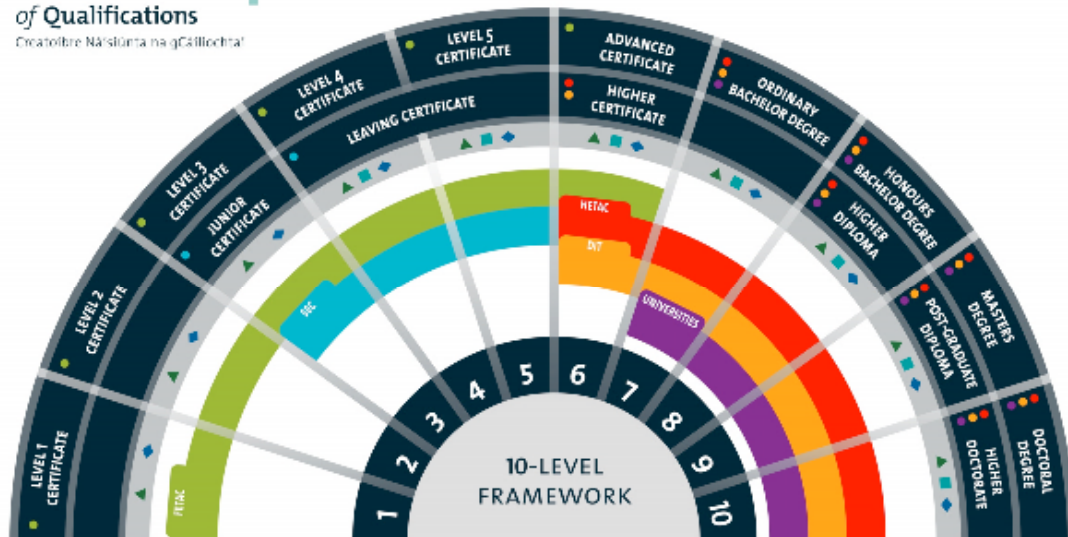 of Qualifications
Creatoibre Náisiúnta na gCáilíochtaí
LEVEL 1
CERTIFICATE
LEVEL 2
CERTIFICATE
LEVEL 3
CERTIFICATE
JUNIOR
CERTIFICATE
LEVEL 4
CERTIFICATE
LEVEL 5
CERTIFICATE
LEAVING CERTIFICATE
ADVANCED
CERTIFICATE
HIGHER
CERTIFICATE
ORDINARY
BACHELOR DEGREE
HONOURS
BACHELOR DEGREE
HIGHER
DIPLOMA
MASTERS
DEGREE
POST-GRADUATE
DIPLOMA
DOCTORAL
DEGREE
HIGHER
DOCTORATE
FETAC
SEC
HETAC
DIT
UNIVERSITIES
1
2
3
4
5
6
7
8
9
10
10-LEVEL
FRAMEWORK